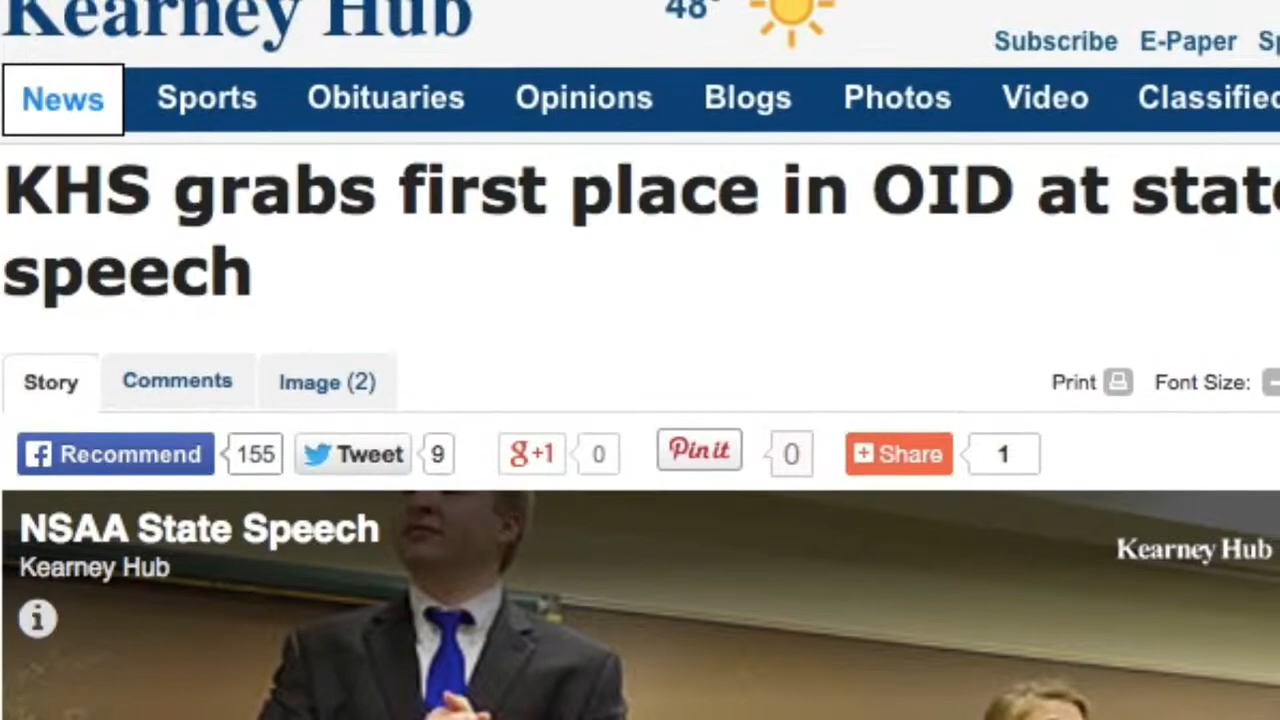 Kearney Hub
48°
Subscribe E-Paper
News Sports Obituaries Opinions Blogs Photos Video Classifie
KHS grabs first place in OID at state
speech
Story Comments Image (2) Print Font Size:
Recommend 155 Tweet 9 g+1 0 Pin it 0 Share 1
NSAA State Speech
Kearney Hub
Kearney Hub